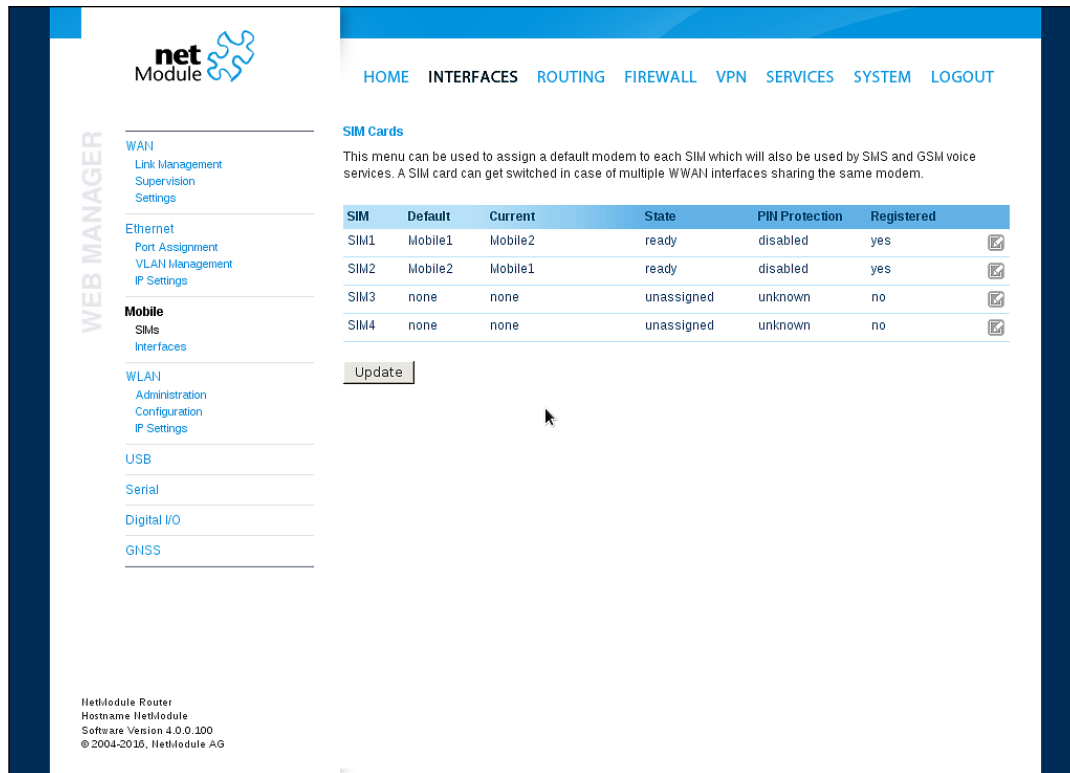 net
Module
HOME INTERFACES ROUTING FIREWALL VPN SERVICES SYSTEM LOGOUT
WEB MANAGER
WAN
Link Management
Supervision
Settings
Ethernet
Port Assignment
VLAN Management
IP Settings
Mobile
SIMs
Interfaces
WLAN
Administration
Configuration
IP Settings
USB
Serial
Digital I/O
GNSS
SIM Cards
This menu can be used to assign a default modem to each SIM which will also be used by SMS and GSM voice
services. A SIM card can get switched in case of multiple WWAN interfaces sharing the same modem.
SIM Default Current State PIN Protection Registered
SIM1 Mobile1 Mobile2 ready disabled yes
SIM2 Mobile2 Mobile1 ready disabled yes
SIM3 none none unassigned unknown no
SIM4 none none unassigned unknown no
Update
NetModule Router
Hostname NetModule
Software Version 4.0.0.100
© 2004-2016, NetModule AG